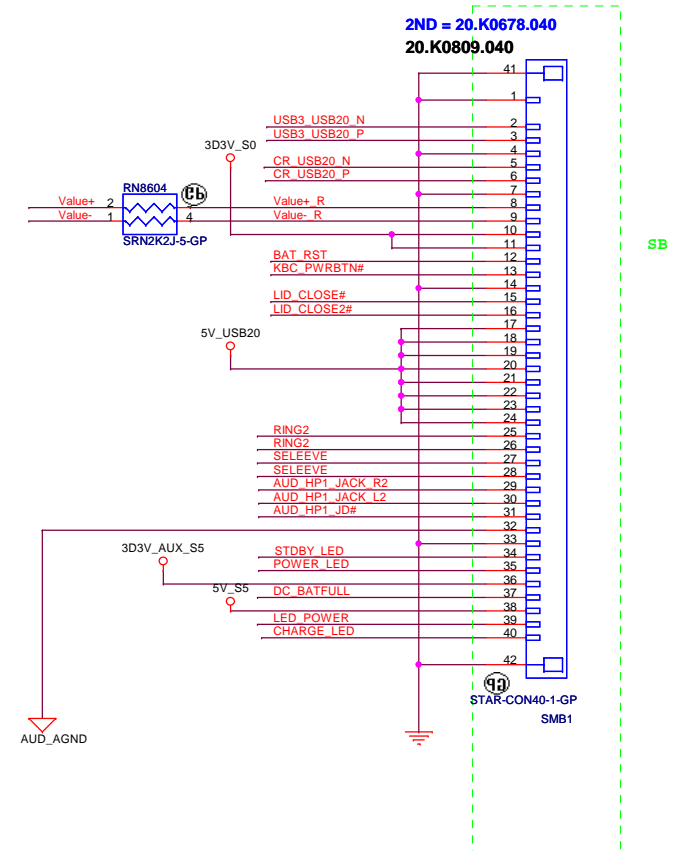 2ND = 20.K0678.040
20.K0809.040
41
1
USB3_USB20_N 2
USB3_USB20_P 3
3D3V_S0
4
CR_USB20_N 5
CR_USB20_P 6
RN8604
7
Value+ 2 Value+_R 8
Value- 1 4 Value-_R 9
SRN2K2J-5-GP
10
11
SB
BAT_RST 12
KBC_PWRBTN# 13
14
LID_CLOSE# 15
LID_CLOSE2# 16
17
5V_USB20
18
19
20
21
22
23
24
RING2 25
RING2 26
SELEEVE 27
SELEEVE 28
AUD_HP1_JACK_R2 29
AUD_HP1_JACK_L2 30
AUD_HP1_JD# 31
32
33
3D3V_AUX_S5
STDBY_LED 34
POWER_LED 35
36
5V_S5
DC_BATFULL 37
38
LED_POWER 39
CHARGE_LED 40
42
STAR-CON40-1-GP
SMB1
AUD_AGND